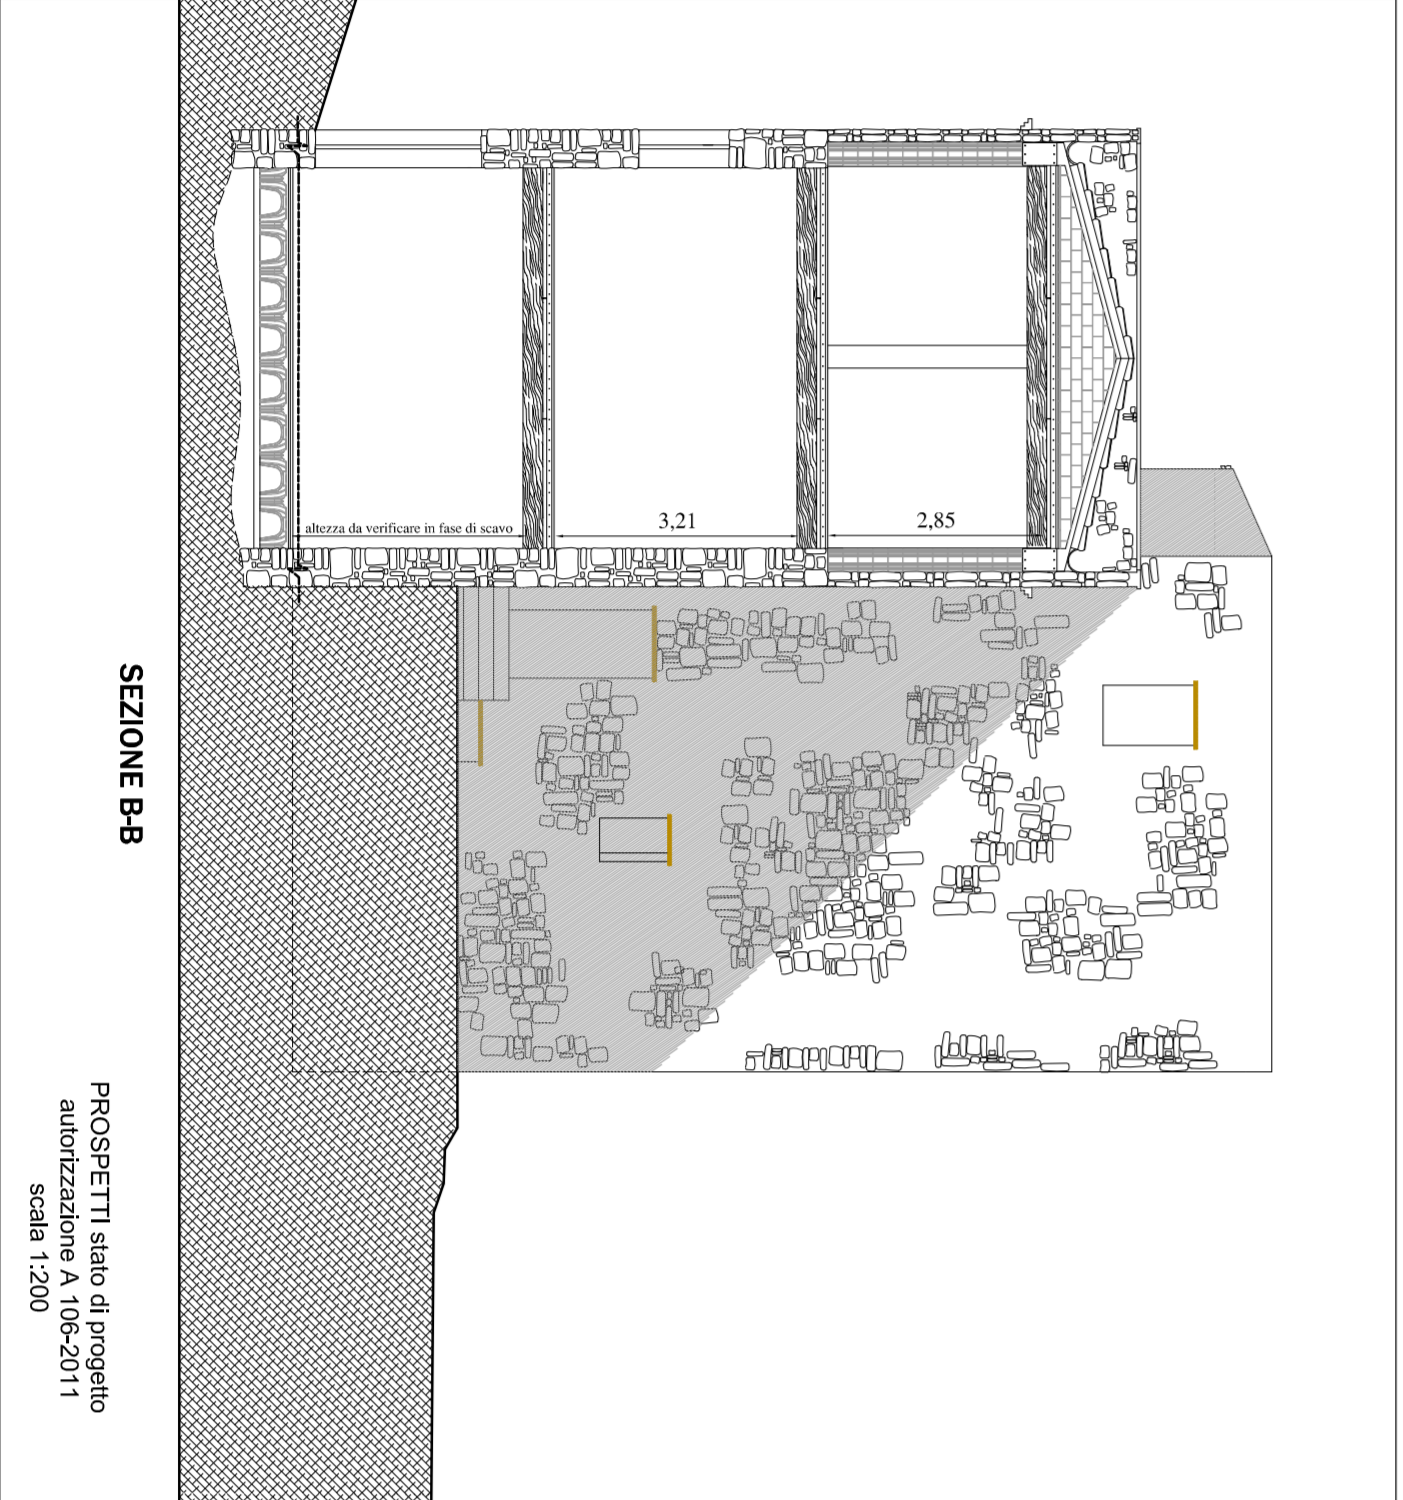 altezza da verificare in fase di scavo
3,21
2,85
SEZIONE B-B
PROSPETTI stato di progetto
autorizzazione A 106-2011
scala 1:200